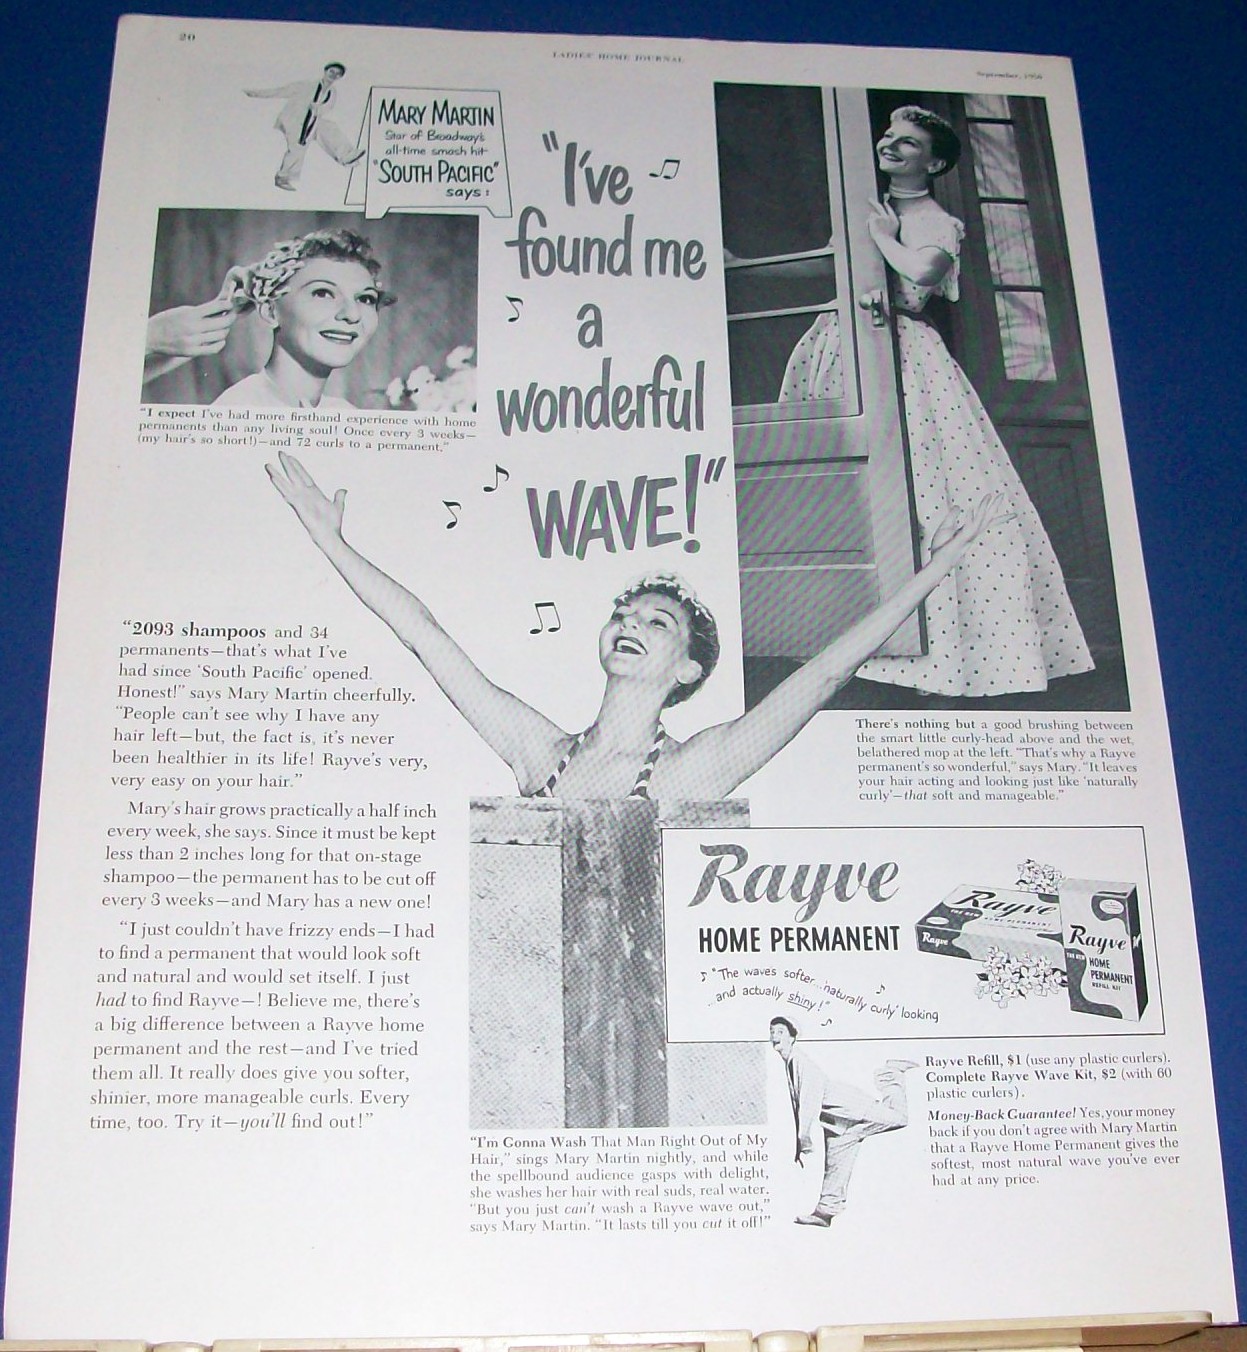 20
LADIES' HOME JOURNAL
September, 1950
MARY MARTIN
Star of Broadway's
all-time smash hit
"SOUTH PACIFIC"
says:
"I've
found me
a
wonderful
WAVE!"
"I expect I've had more firsthand experience with home
permanents than any living soul! Once every 3 weeks—
(my hair's so short!)—and 72 curls to a permanent."
"2093 shampoos and 34
permanents—that's what I've
had since 'South Pacific' opened.
Honest!" says Mary Martin cheerfully.
"People can't see why I have any
hair left—but, the fact is, it's never
been healthier in its life! Rayve's very,
very easy on your hair."
Mary's hair grows practically a half inch
every week, she says. Since it must be kept
less than 2 inches long for that on-stage
shampoo—the permanent has to be cut off
every 3 weeks—and Mary has a new one!
"I just couldn't have frizzy ends—I had
to find a permanent that would look soft
and natural and would set itself. I just
had to find Rayve—! Believe me, there's
a big difference between a Rayve home
permanent and the rest—and I've tried
them all. It really does give you softer,
shinier, more manageable curls. Every
time, too. Try it—you'll find out!"
There's nothing but a good brushing between
the smart little curly-head above and the wet,
belathered mop at the left. "That's why a Rayve
permanent's so wonderful," says Mary. "It leaves
your hair acting and looking just like 'naturally
curly'—that soft and manageable."
Rayve
HOME PERMANENT
"The wave's softer...'naturally curly' looking
...and actually shiny!"
Rayve
Rayve
Rayve
THE NEW
HOME
PERMANENT
REFILL KIT
"I'm Gonna Wash That Man Right Out of My
Hair," sings Mary Martin nightly, and while
the spellbound audience gasps with delight,
she washes her hair with real suds, real water.
"But you just can't wash a Rayve wave out,"
says Mary Martin. "It lasts till you cut it off!"
Rayve Refill, $1 (use any plastic curlers).
Complete Rayve Wave Kit, $2 (with 60
plastic curlers).
Money-Back Guarantee! Yes, your money
back if you don't agree with Mary Martin
that a Rayve Home Permanent gives the
softest, most natural wave you've ever
had at any price.